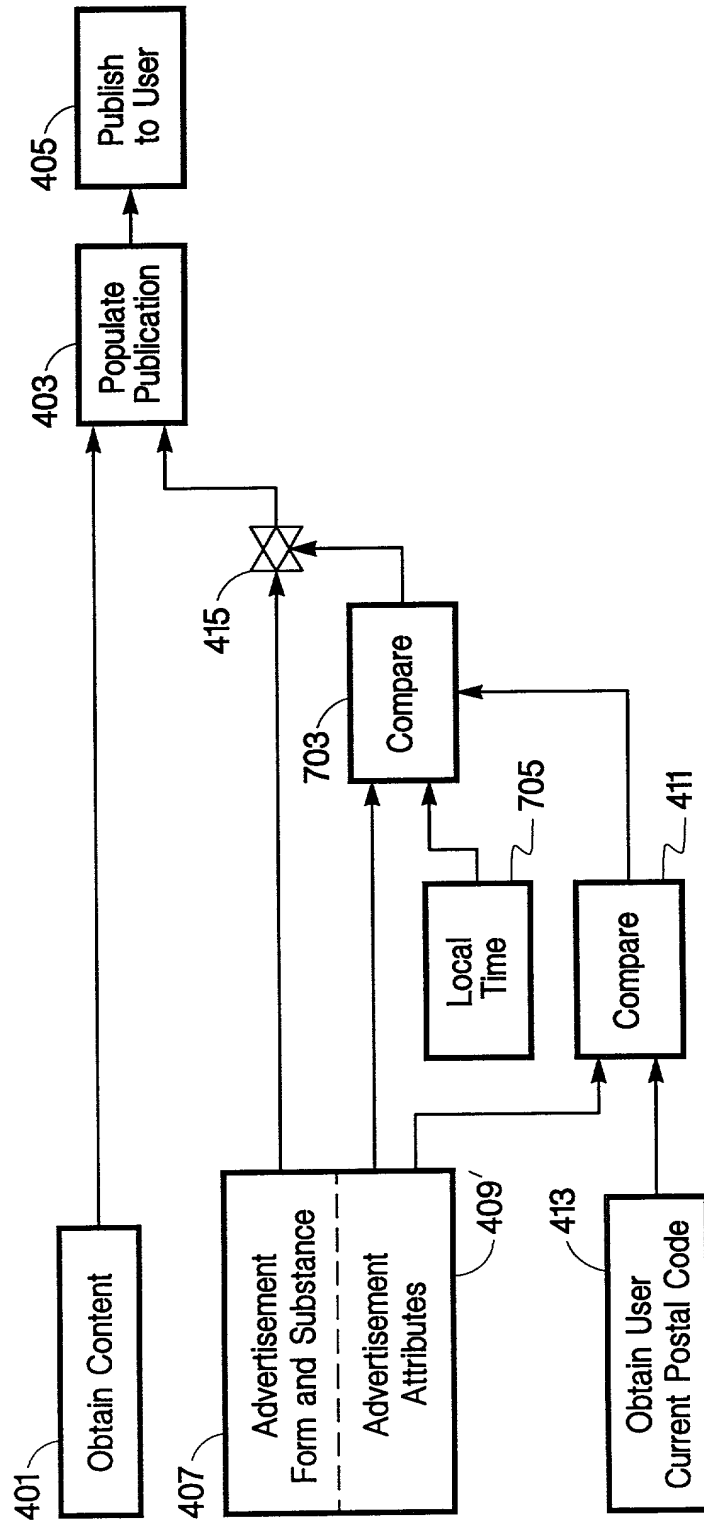 401
Obtain Content
403
Populate
Publication
405
Publish
to User
407
Advertisement
Form and Substance
Advertisement
Attributes
409'
415
703
Compare
Local
Time
705
413
Obtain User
Current Postal Code
Compare
411